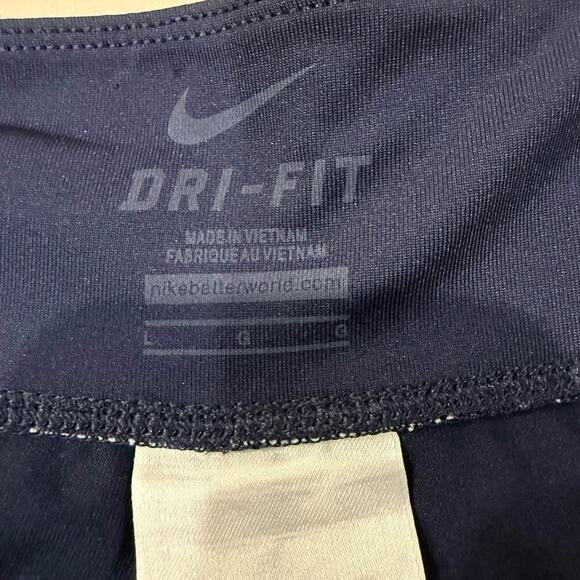 DRI-FIT
MADE IN VIETNAM
FABRIQUE AU VIETNAM
nikebetterworld.com
L G G